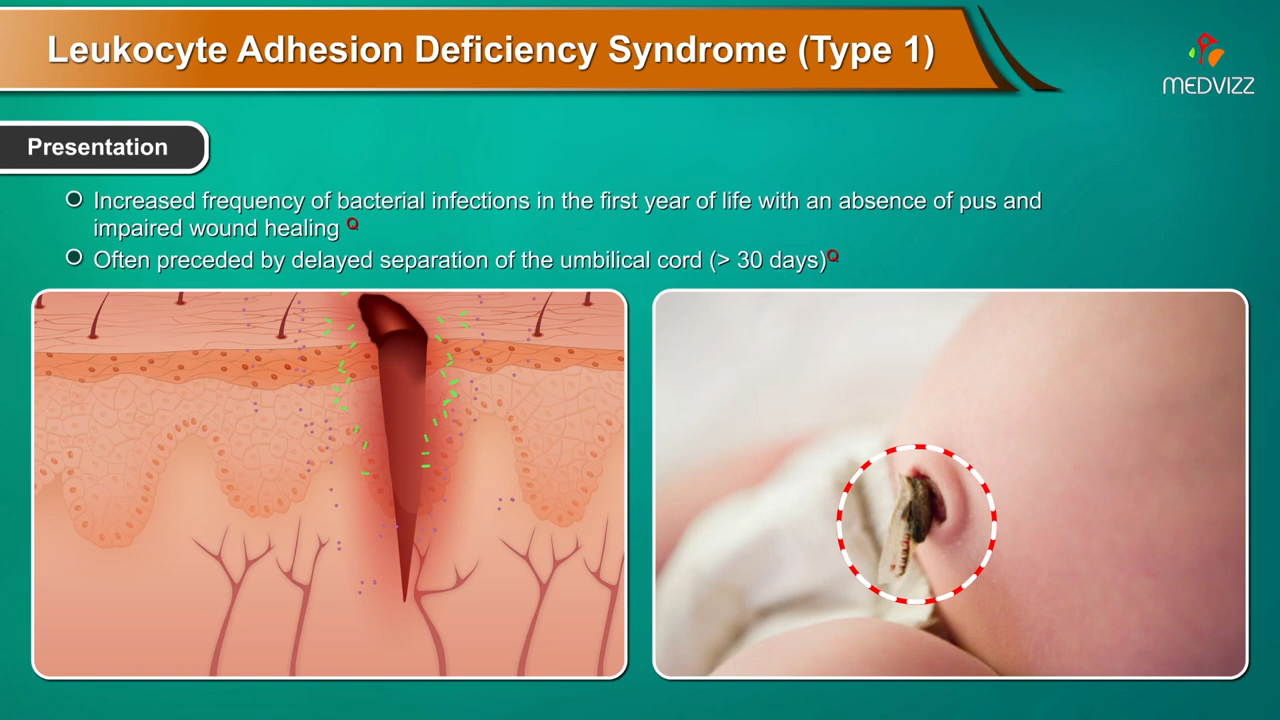 Leukocyte Adhesion Deficiency Syndrome (Type 1)
MEDVIZZ
Presentation
Increased frequency of bacterial infections in the first year of life with an absence of pus and
impaired wound healing Q
Often preceded by delayed separation of the umbilical cord (> 30 days)Q